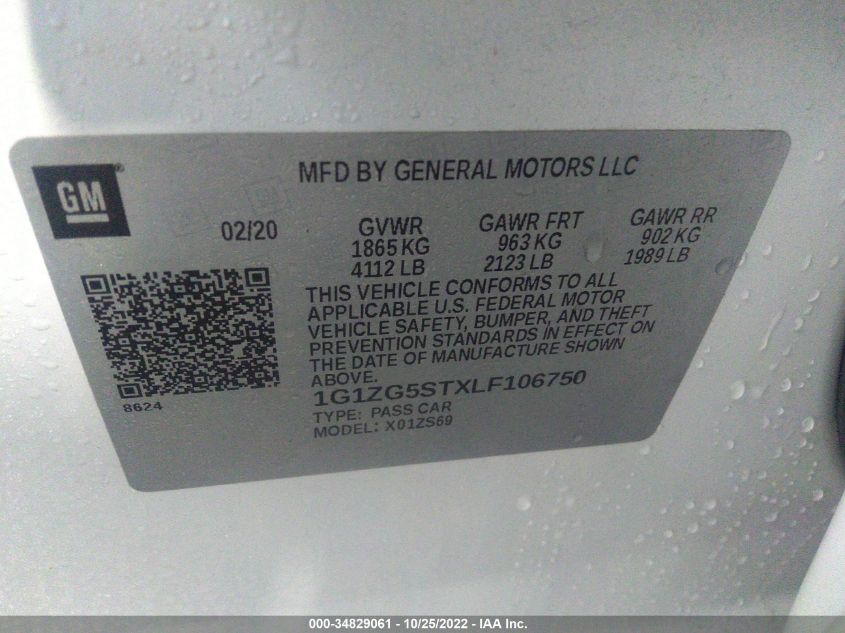 MFD BY GENERAL MOTORS LLC
GM®
02/20
GVWR
1865 KG
4112 LB
GAWR FRT
963 KG
2123 LB
GAWR RR
902 KG
1989 LB
THIS VEHICLE CONFORMS TO ALL
APPLICABLE U.S. FEDERAL MOTOR
VEHICLE SAFETY, BUMPER, AND THEFT
PREVENTION STANDARDS IN EFFECT ON
THE DATE OF MANUFACTURE SHOWN
ABOVE.
1G1ZG5STXLF106750
TYPE: PASS CAR
MODEL: X01ZS69
8624
000-34829061 - 10/25/2022 - IAA Inc.